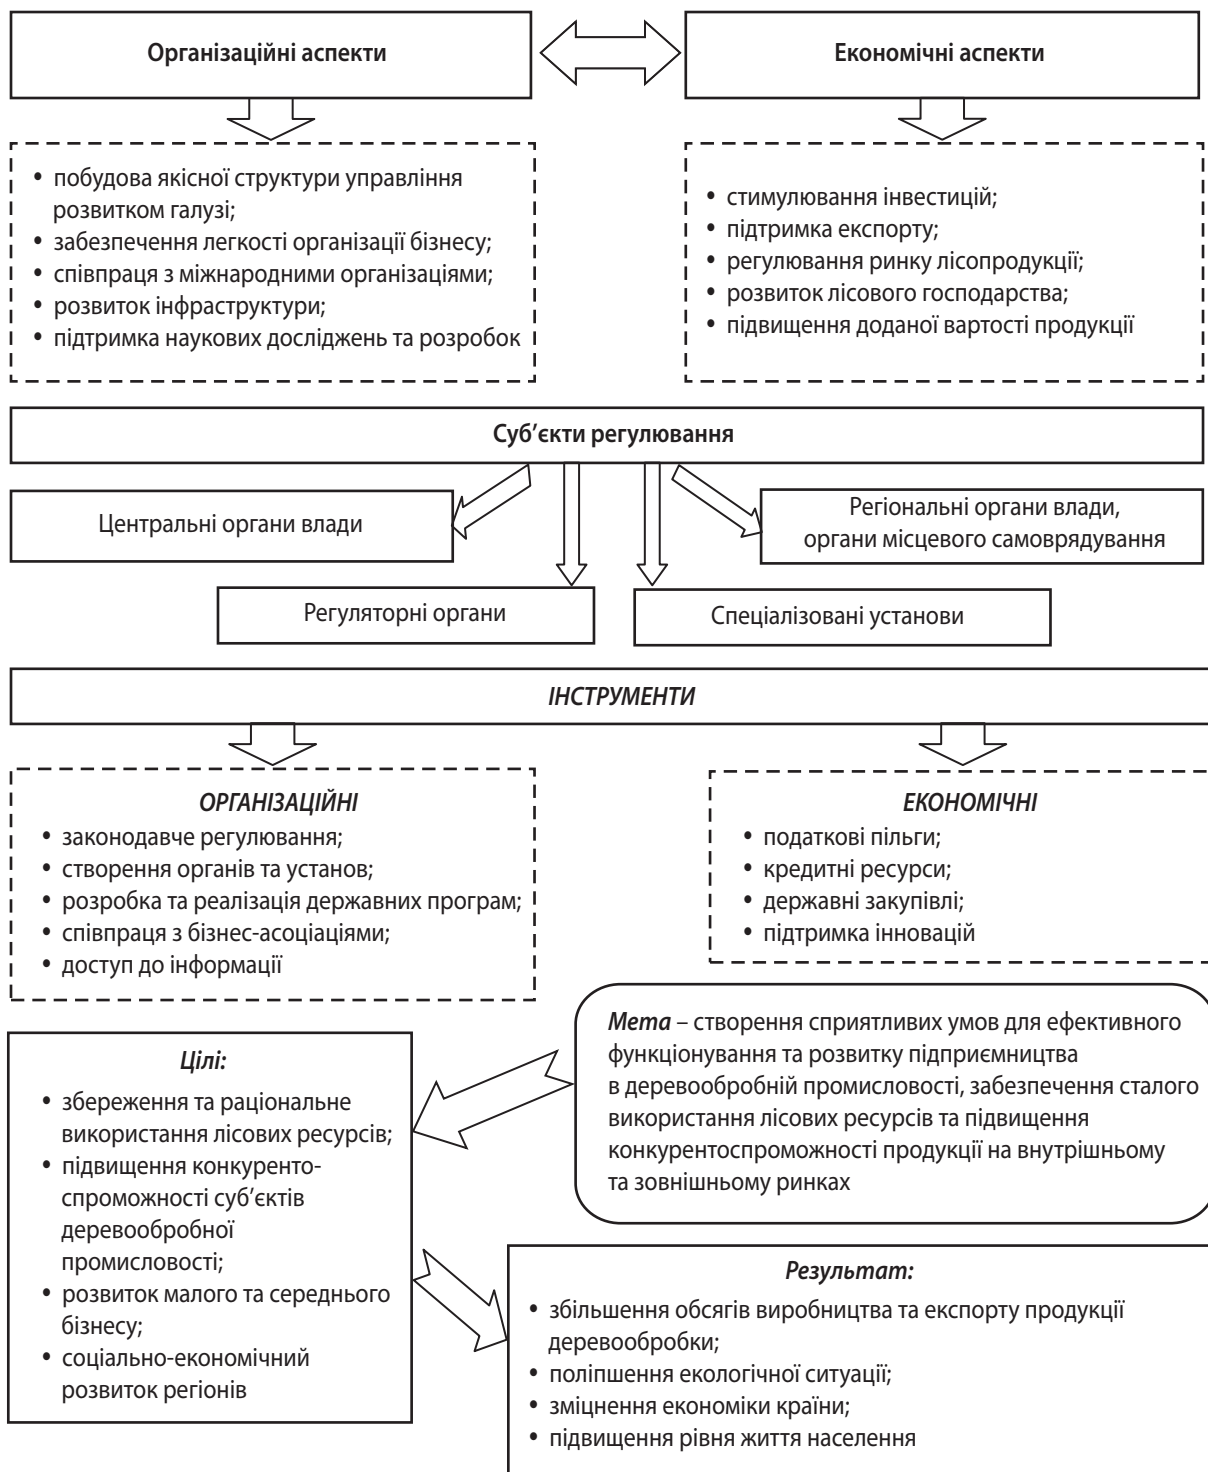 Організаційні аспекти
Економічні аспекти
• побудова якісної структури управління
розвитком галузі;
• забезпечення легкості організації бізнесу;
• співпраця з міжнародними організаціями;
• розвиток інфраструктури;
• підтримка наукових досліджень та розробок
• стимулювання інвестицій;
• підтримка експорту;
• регулювання ринку лісопродукції;
• розвиток лісового господарства;
• підвищення доданої вартості продукції
Суб’єкти регулювання
Центральні органи влади
Регіональні органи влади,
органи місцевого самоврядування
Регуляторні органи
Спеціалізовані установи
ІНСТРУМЕНТИ
ОРГАНІЗАЦІЙНІ
• законодавче регулювання;
• створення органів та установ;
• розробка та реалізація державних програм;
• співпраця з бізнес-асоціаціями;
• доступ до інформації
ЕКОНОМІЧНІ
• податкові пільги;
• кредитні ресурси;
• державні закупівлі;
• підтримка інновацій
Мета – створення сприятливих умов для ефективного
функціонування та розвитку підприємництва
в деревообробній промисловості, забезпечення сталого
використання лісових ресурсів та підвищення
конкурентоспроможності продукції на внутрішньому
та зовнішньому ринках
Цілі:
• збереження та раціональне
використання лісових ресурсів;
• підвищення конкуренто-
спроможності суб’єктів
деревообробної
промисловості;
• розвиток малого та середнього
бізнесу;
• соціально-економічний
розвиток регіонів
Результат:
• збільшення обсягів виробництва та експорту продукції
деревообробки;
• поліпшення екологічної ситуації;
• зміцнення економіки країни;
• підвищення рівня життя населення